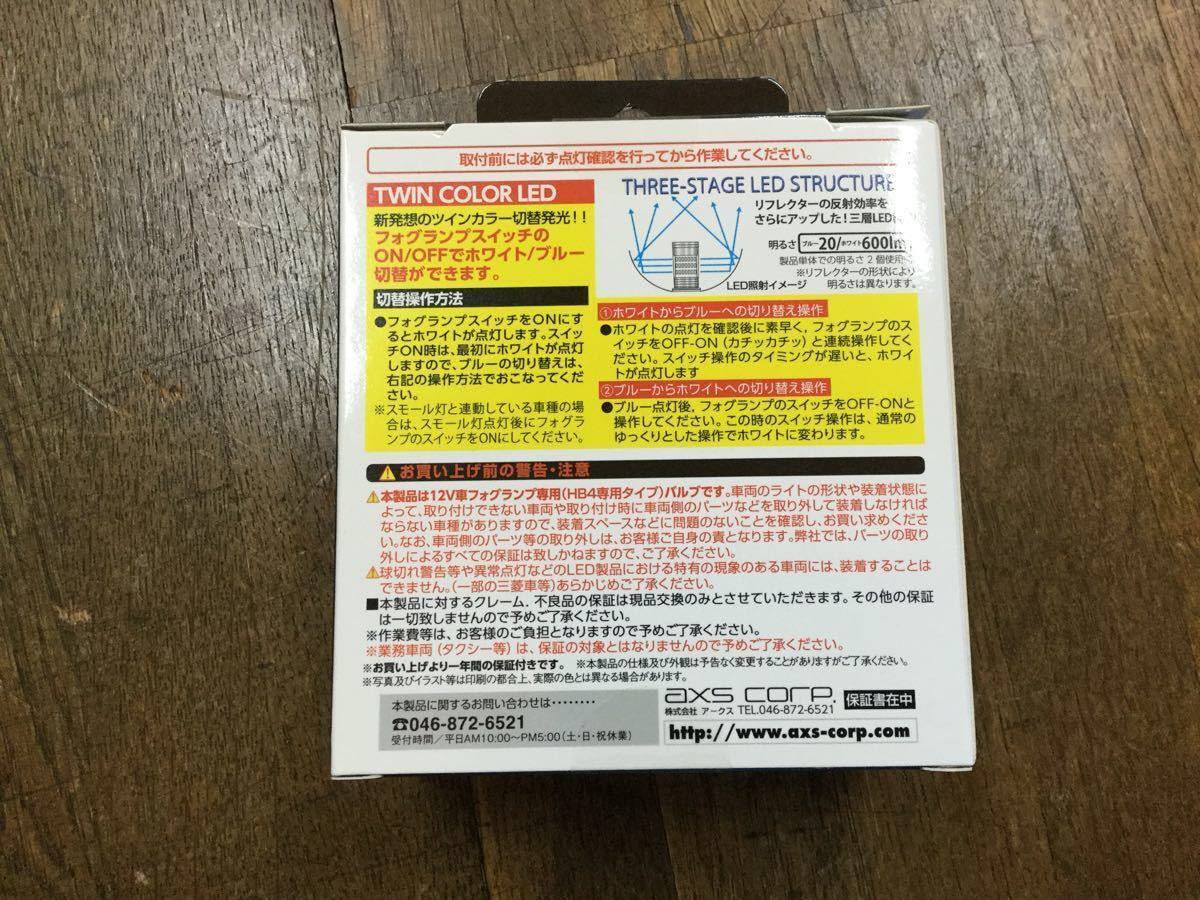 取付前には必ず点灯確認を行ってから作業してください。
TWIN COLOR LED
新発想のツインカラー切替発光!!
フォグランプスイッチの
ON/OFFでホワイト/ブルー
切替ができます。
切替操作方法
●フォグランプスイッチをONにす
るとホワイトが点灯します。スイッ
チON時は、最初にホワイトが点灯
しますので、ブルーの切り替えは、
右記の操作方法でおこなってくだ
さい。
※スモール灯と連動している車種の場
合は、スモール灯点灯後にフォグラ
ンプのスイッチをONにしてください。
THREE-STAGE LED STRUCTURE
リフレクターの反射効率を
さらにアップした!三層LED
明るさ ブルー20/ホワイト600lm
製品単体での明るさ2個使用
※リフレクターの形状により
明るさは異なります。
LED照射イメージ
①ホワイトからブルーへの切り替え操作
●ホワイトの点灯を確認後に素早く,フォグランプのス
イッチをOFF-ON(カチッカチッ)と連続操作してく
ださい。スイッチ操作のタイミングが遅いと、ホワイ
トが点灯します
②ブルーからホワイトへの切り替え操作
●ブルー点灯後,フォグランプのスイッチをOFF-ONと
操作してください。この時のスイッチ操作は、通常の
ゆっくりとした操作でホワイトに変わります。
お買い上げ前の警告・注意
本製品は12V車フォグランプ専用(HB4専用タイプ)バルブです。車両のライトの形状や装着状態に
よって、取り付けできない車両や取り付け時に車両側のパーツなどを取り外して装着しなければ
ならない車種がありますので、装着スペースなどに問題のないことを確認し、お買い求めくださ
い。なお、車両側のパーツ等の取り外しは、お客様ご自身の責となります。弊社では、パーツの取り
外しによるすべての保証は致しかねますので、ご了承ください。
球切れ警告等や異常点灯などのLED製品における特有の現象のある車両には、装着することは
できません。(一部の三菱車等)あらかじめご了承ください。
■本製品に対するクレーム.不良品の保証は現品交換のみとさせていただきます。その他の保証
は一切致しませんので予めご了承ください。
※作業費等は、お客様のご負担となりますので予めご了承ください。
※業務車両(タクシー等)は、保証の対象とはなりませんので予めご了承ください。
※お買い上げより一年間の保証付きです。 ※本製品の仕様及び外観は予告なく変更することがありますがご了承ください。
※写真及びイラスト等は印刷の都合上、実際の色とは異なる場合があります。
本製品に関するお問い合わせは‥‥‥‥
☎046-872-6521
受付時間/平日AM10:00~PM5:00(土・日・祝休業)
axs corp.
株式会社 アークス TEL.046-872-6521
保証書在中
http://www.axs-corp.com